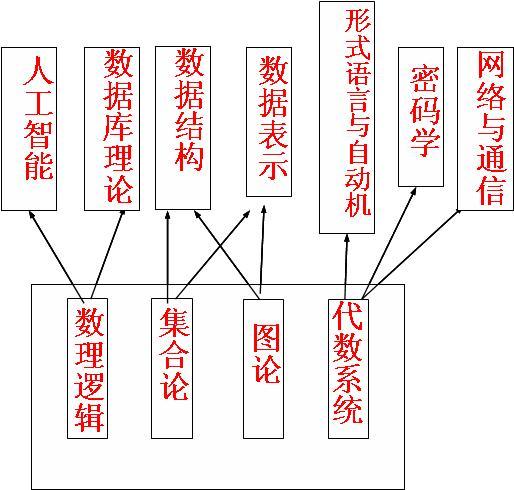 人工智能
数据库理论
数据结构
数据表示
形式语言与自动机
密码学
网络与通信
数理逻辑
集合论
图论
代数系统